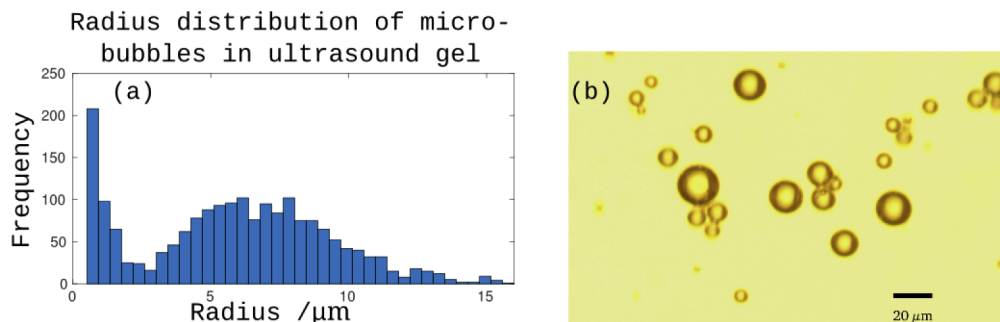 Radius distribution of micro-
bubbles in ultrasound gel
(a)
Frequency
250
200
150
100
50
0
0 5 10 15
Radius /μm
(b)
20 μm